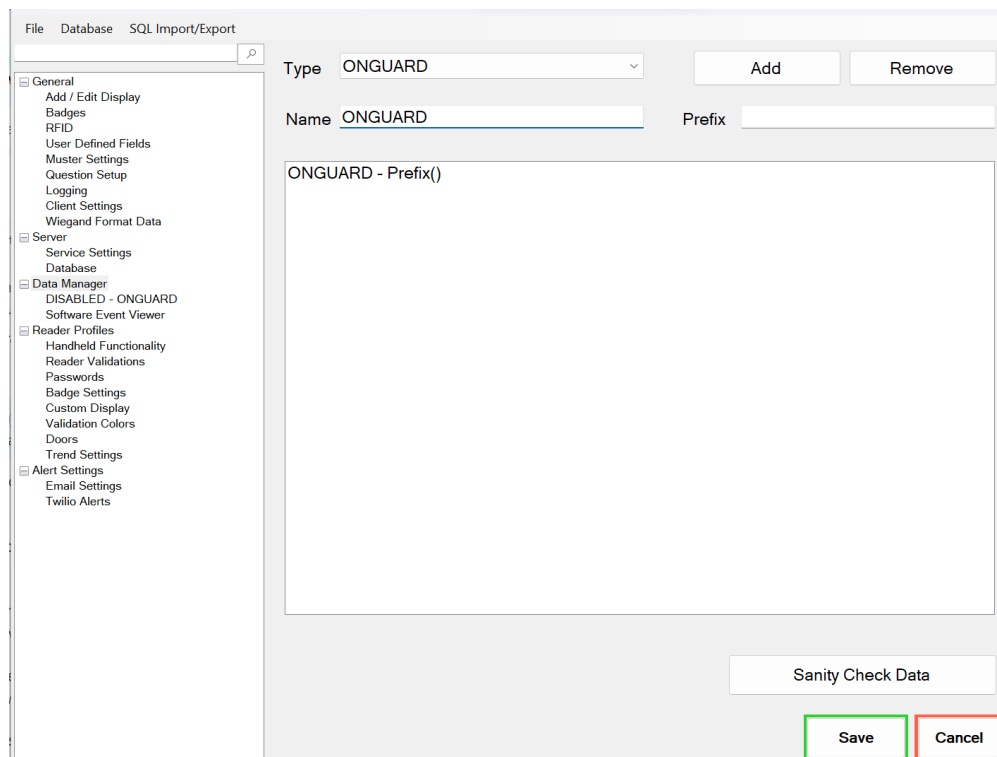 File Database SQL Import/Export
Type ONGUARD Add Remove
Name ONGUARD Prefix
General
Add / Edit Display
Badges
RFID
User Defined Fields
Muster Settings
Question Setup
Logging
Client Settings
Wiegand Format Data
Server
Service Settings
Database
Data Manager
DISABLED - ONGUARD
Software Event Viewer
Reader Profiles
Handheld Functionality
Reader Validations
Passwords
Badge Settings
Custom Display
Validation Colors
Doors
Trend Settings
Alert Settings
Email Settings
Twilio Alerts
ONGUARD - Prefix()
Sanity Check Data
Save Cancel